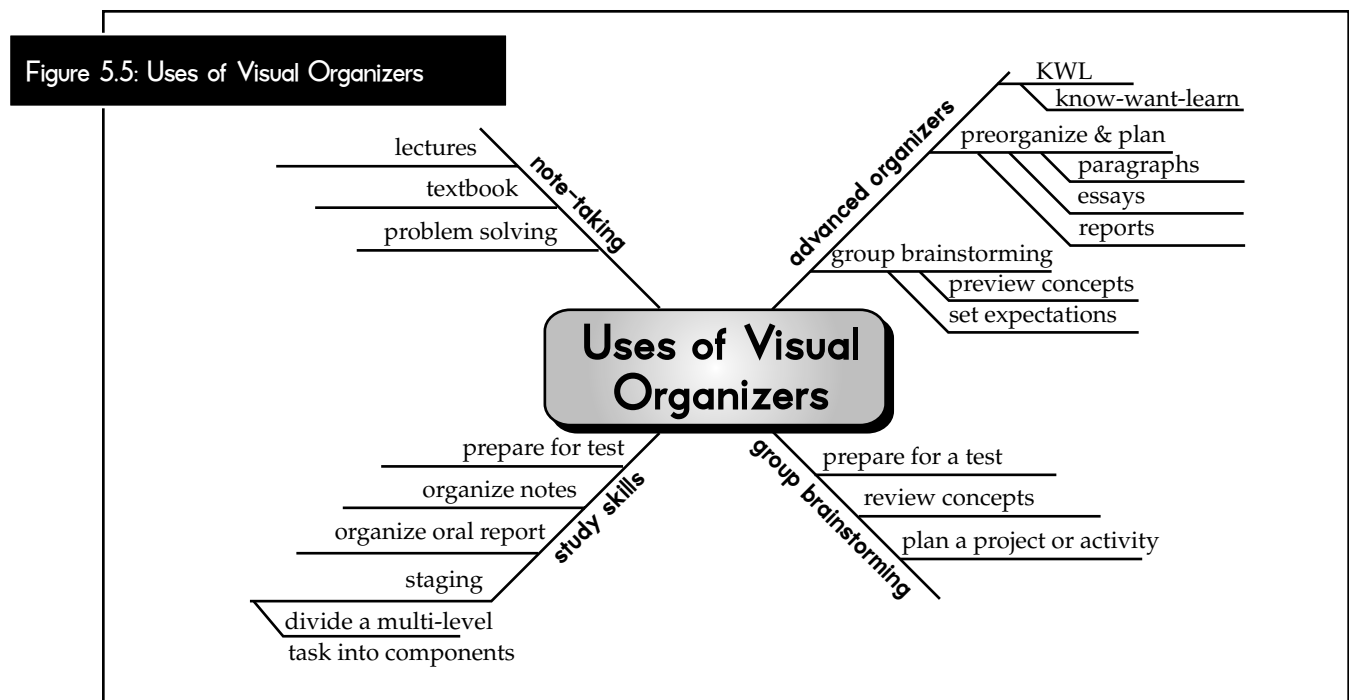 Figure 5.5: Uses of Visual Organizers
note-taking
lectures
textbook
problem solving
advanced organizers
KWL
know-want-learn
preorganize & plan
paragraphs
essays
reports
group brainstorming
preview concepts
set expectations
Uses of Visual
Organizers
study skills
prepare for test
organize notes
organize oral report
staging
divide a multi-level
task into components
group brainstorming
prepare for a test
review concepts
plan a project or activity